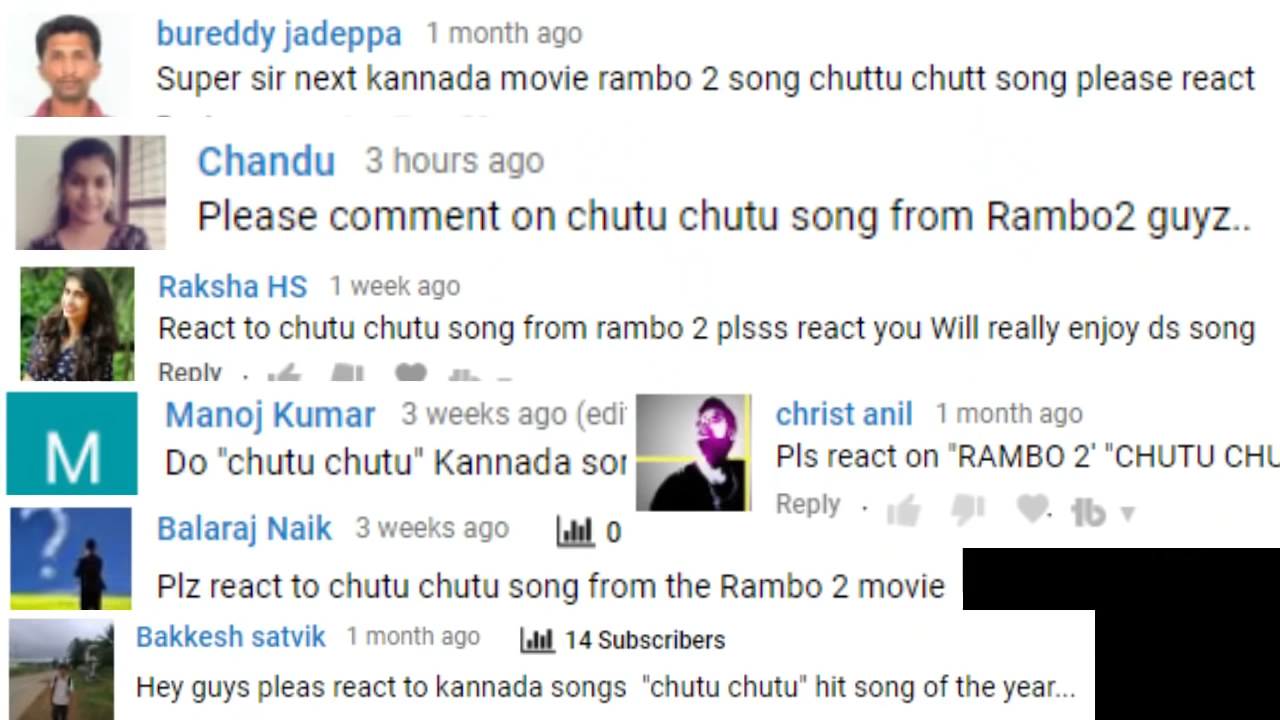 bureddy jadeppa 1 month ago
Super sir next kannada movie rambo 2 song chuttu chutt song please react
Chandu 3 hours ago
Please comment on chutu chutu song from Rambo2 guyz..
Raksha HS 1 week ago
React to chutu chutu song from rambo 2 plsss react you Will really enjoy ds song
Reply
M
Manoj Kumar 3 weeks ago (edi
Do "chutu chutu" Kannada sor
christ anil 1 month ago
Pls react on "RAMBO 2' "CHUTU CHU
Reply . tb
Balaraj Naik 3 weeks ago 0
Plz react to chutu chutu song from the Rambo 2 movie
Bakkesh satvik 1 month ago 14 Subscribers
Hey guys pleas react to kannada songs "chutu chutu" hit song of the year...